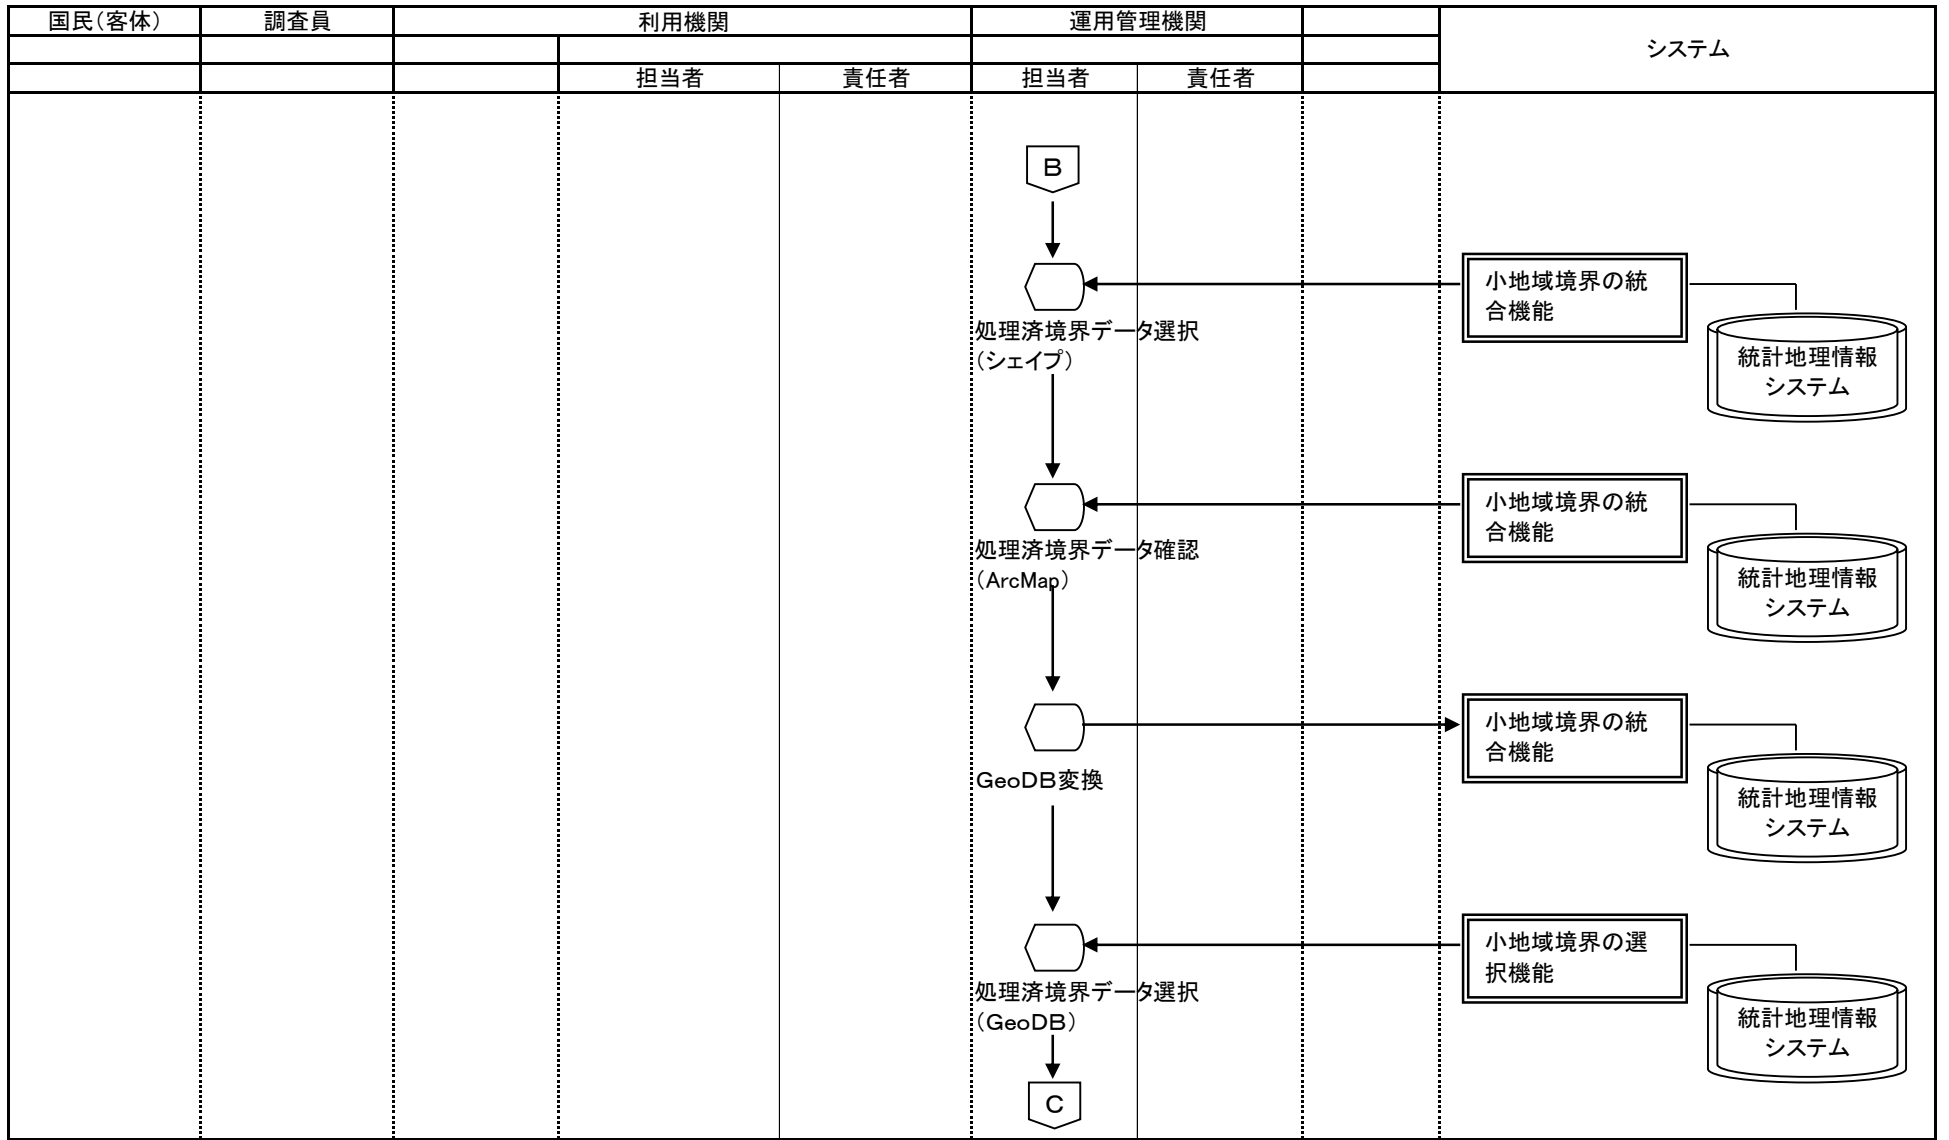 国民（客体）
調査員
利用機関
運用管理機関
システム
担当者
責任者
担当者
責任者
B
小地域境界の統
合機能
処理済境界データ選択
（シェイプ）
統計地理情報
システム
小地域境界の統
合機能
処理済境界データ確認
（ArcMap）
統計地理情報
システム
小地域境界の統
合機能
GeoDB変換
統計地理情報
システム
小地域境界の選
択機能
処理済境界データ選択
（GeoDB）
統計地理情報
システム
C